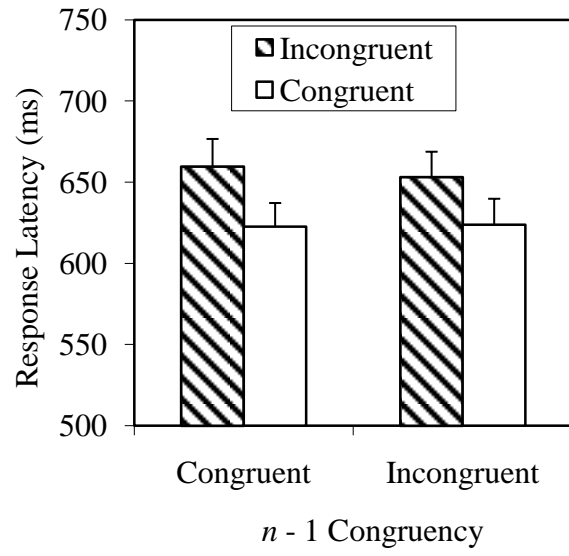 750
700
650
600
550
500
Response Latency (ms)
Incongruent
Congruent
Congruent
Incongruent
n - 1 Congruency